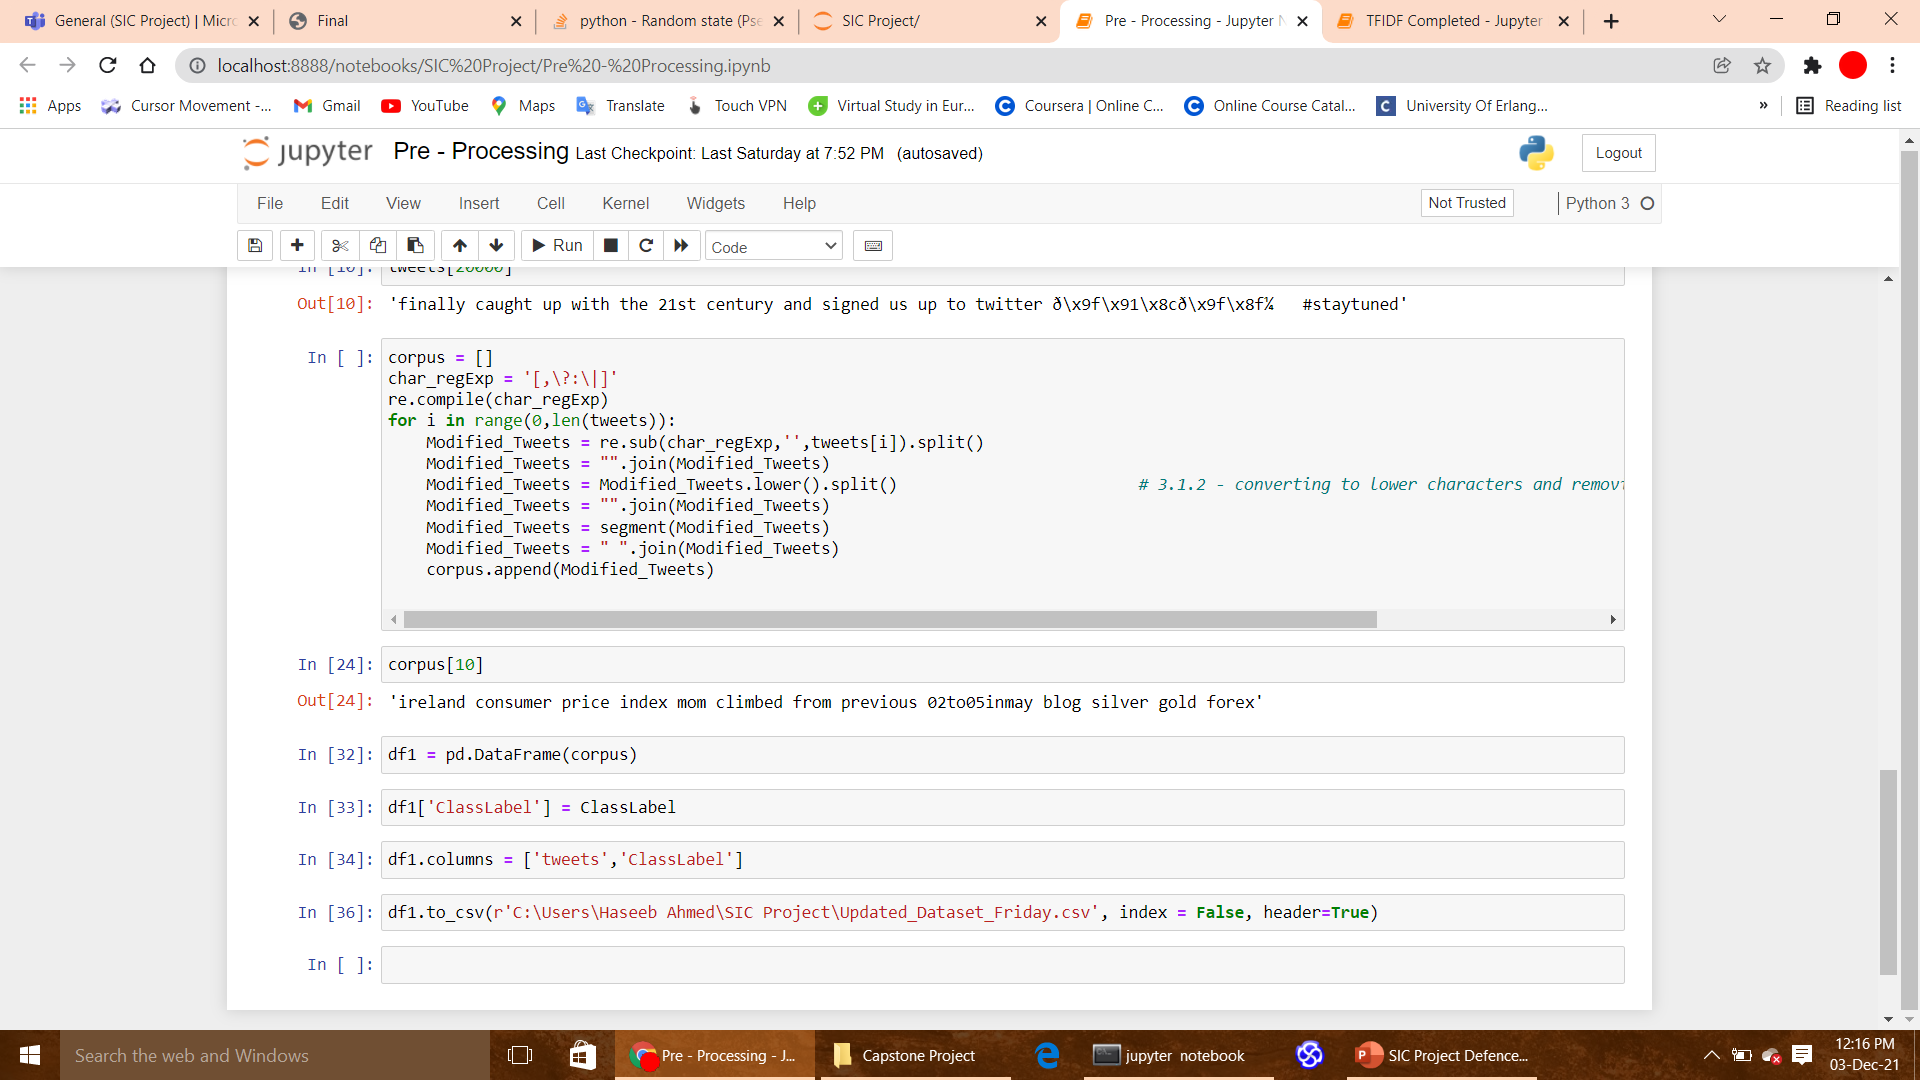 General (SIC Project) | Micro
Final
python - Random state (Pse
SIC Project/
Pre - Processing - Jupyter N
TFIDF Completed - Jupyter
localhost:8888/notebooks/SIC%20Project/Pre%20-%20Processing.ipynb
Apps
Cursor Movement -...
Gmail
YouTube
Maps
Translate
Touch VPN
Virtual Study in Eur...
Coursera | Online C...
Online Course Catal...
University Of Erlang...
»
Reading list
jupyter Pre - Processing Last Checkpoint: Last Saturday at 7:52 PM (autosaved)
Logout
File Edit View Insert Cell Kernel Widgets Help
Not Trusted
Python 3
Run
Code
In [10]: tweets[20000]
Out[10]: 'finally caught up with the 21st century and signed us up to twitter ð\x9f\x91\x8cð\x9f\x8f¼   #staytuned'
In [ ]: corpus = []
char_regExp = '[,\?:\|]'
re.compile(char_regExp)
for i in range(0,len(tweets)):
    Modified_Tweets = re.sub(char_regExp,'',tweets[i]).split()
    Modified_Tweets = "".join(Modified_Tweets)
    Modified_Tweets = Modified_Tweets.lower().split()                         # 3.1.2 - converting to lower characters and removi
    Modified_Tweets = "".join(Modified_Tweets)
    Modified_Tweets = segment(Modified_Tweets)
    Modified_Tweets = " ".join(Modified_Tweets)
    corpus.append(Modified_Tweets)
In [24]: corpus[10]
Out[24]: 'ireland consumer price index mom climbed from previous 02to05inmay blog silver gold forex'
In [32]: df1 = pd.DataFrame(corpus)
In [33]: df1['ClassLabel'] = ClassLabel
In [34]: df1.columns = ['tweets','ClassLabel']
In [36]: df1.to_csv(r'C:\Users\Haseeb Ahmed\SIC Project\Updated_Dataset_Friday.csv', index = False, header=True)
In [ ]:
Search the web and Windows
Pre - Processing - J...
Capstone Project
jupyter notebook
SIC Project Defence...
12:16 PM
03-Dec-21